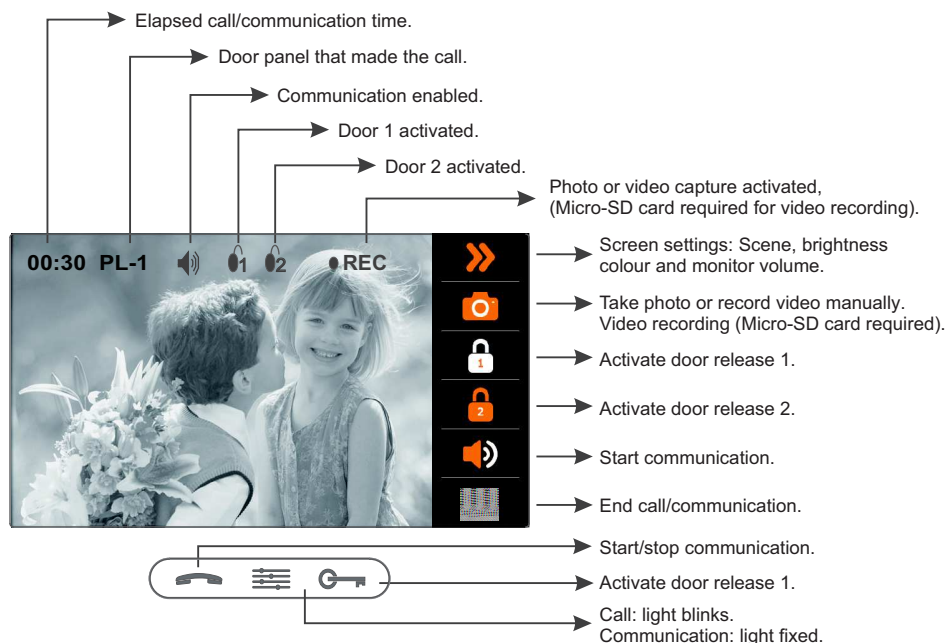 Elapsed call/communication time.
Door panel that made the call.
Communication enabled.
Door 1 activated.
Door 2 activated.
Photo or video capture activated,
(Micro-SD card required for video recording).
00:30 PL-1 1 2 REC
Screen settings: Scene, brightness
colour and monitor volume.
Take photo or record video manually.
Video recording (Micro-SD card required).
1
Activate door release 1.
2
Activate door release 2.
Start communication.
End call/communication.
Start/stop communication.
Activate door release 1.
Call: light blinks.
Communication: light fixed.